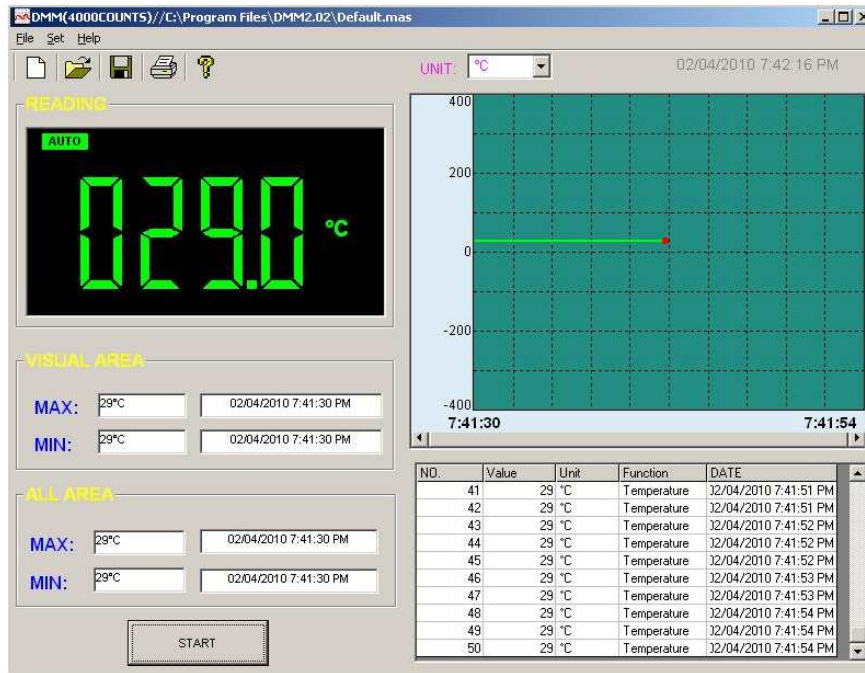 DMM(4000COUNTS)//C:\Program Files\DMM2.02\Default.mas
File Set Help
UNIT: °C 02/04/2010 7:42:16 PM
READING
AUTO
029.0 °C
400
200
0
-200
-400
7:41:30 7:41:54
VISUAL AREA
MAX: 29°C 02/04/2010 7:41:30 PM
MIN: 29°C 02/04/2010 7:41:30 PM
ALL AREA
MAX: 29°C 02/04/2010 7:41:30 PM
MIN: 29°C 02/04/2010 7:41:30 PM
START
NO. Value Unit Function DATE
41 29 °C Temperature 02/04/2010 7:41:51 PM
42 29 °C Temperature 02/04/2010 7:41:51 PM
43 29 °C Temperature 02/04/2010 7:41:52 PM
44 29 °C Temperature 02/04/2010 7:41:52 PM
45 29 °C Temperature 02/04/2010 7:41:52 PM
46 29 °C Temperature 02/04/2010 7:41:53 PM
47 29 °C Temperature 02/04/2010 7:41:53 PM
48 29 °C Temperature 02/04/2010 7:41:54 PM
49 29 °C Temperature 02/04/2010 7:41:54 PM
50 29 °C Temperature 02/04/2010 7:41:54 PM